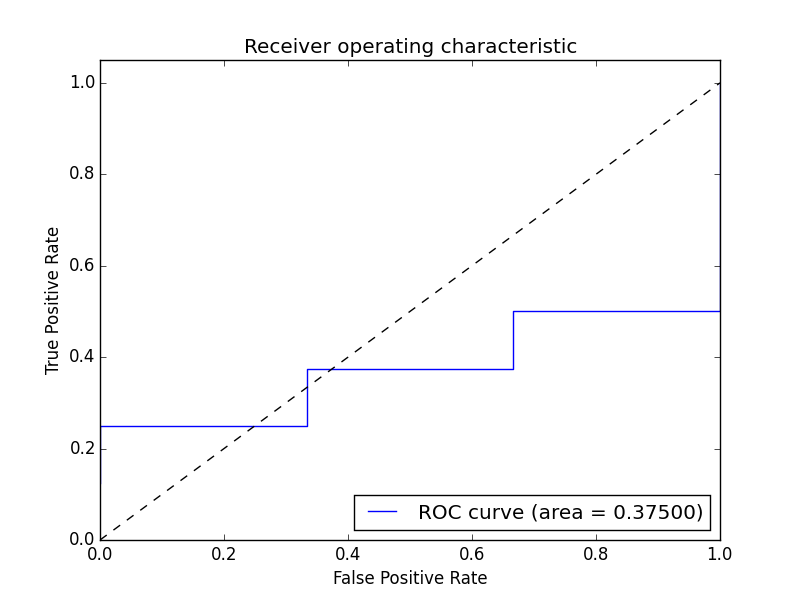 Receiver operating characteristic
1.0
0.8
0.6
0.4
0.2
0.0
True Positive Rate
ROC curve (area = 0.37500)
0.0 0.2 0.4 0.6 0.8 1.0
False Positive Rate